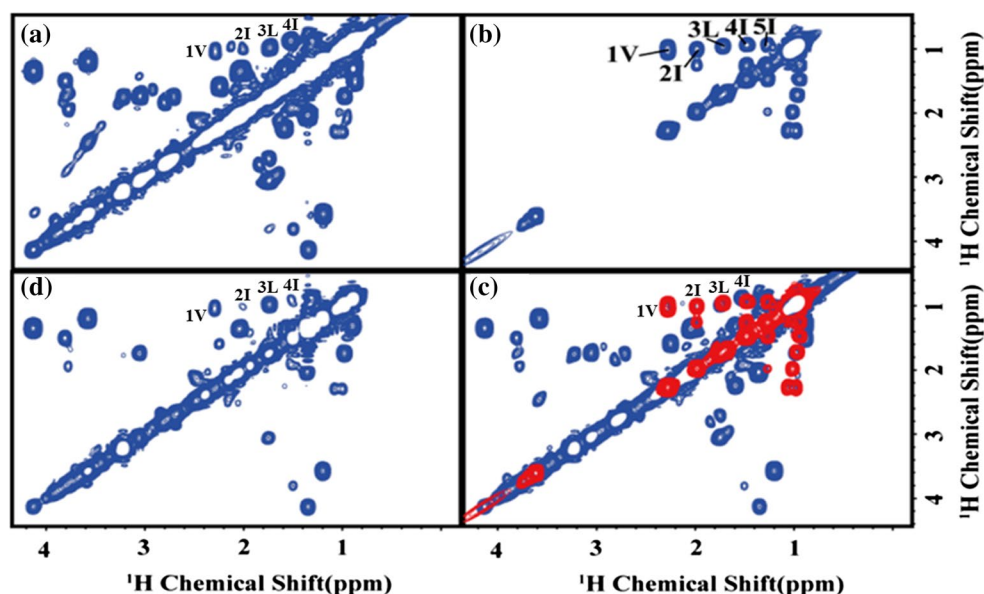 (a)
1V 2I 3L 4I
(b)
1V 2I 3L 4I 5I
1
2
3
4
¹H Chemical Shift(ppm)
(d)
1V 2I 3L 4I
(c)
1V 2I 3L 4I
1
2
3
4
¹H Chemical Shift(ppm)
4 3 2 1
4 3 2 1
¹H Chemical Shift(ppm)
¹H Chemical Shift(ppm)